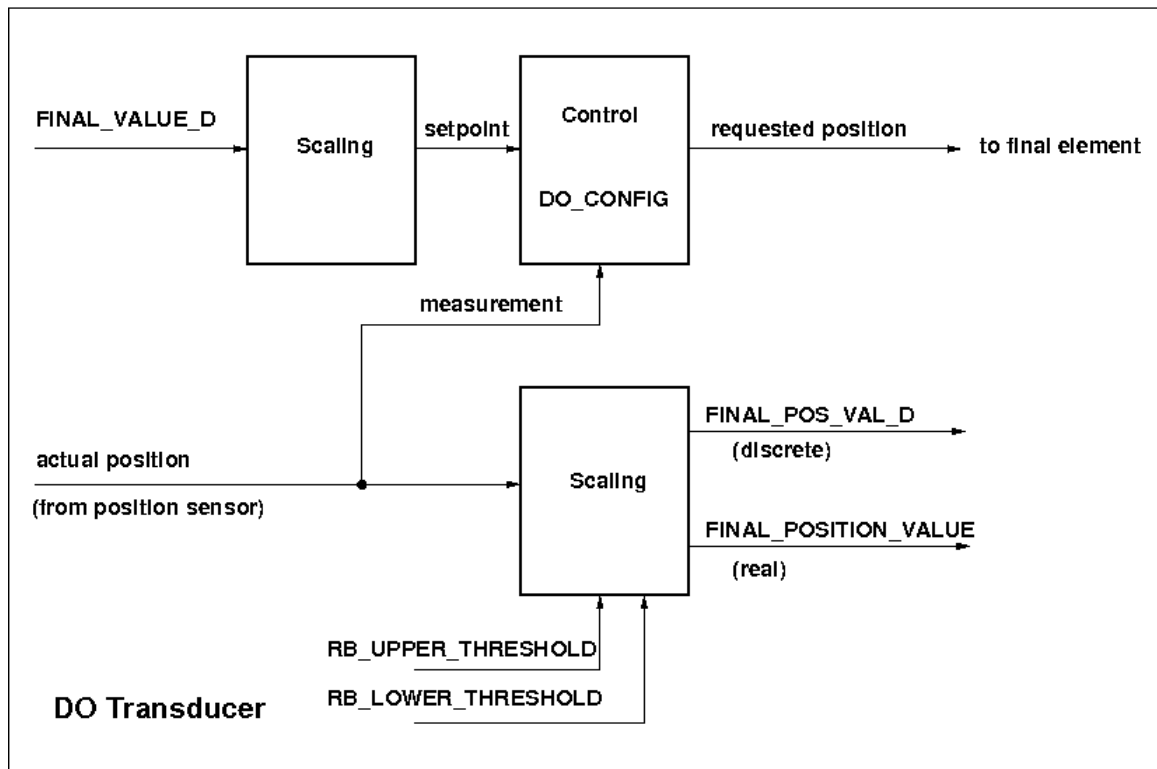 FINAL_VALUE_D
Scaling
setpoint
Control
DO_CONFIG
requested position
to final element
measurement
actual position
(from position sensor)
Scaling
FINAL_POS_VAL_D
(discrete)
FINAL_POSITION_VALUE
(real)
RB_UPPER_THRESHOLD
RB_LOWER_THRESHOLD
DO Transducer